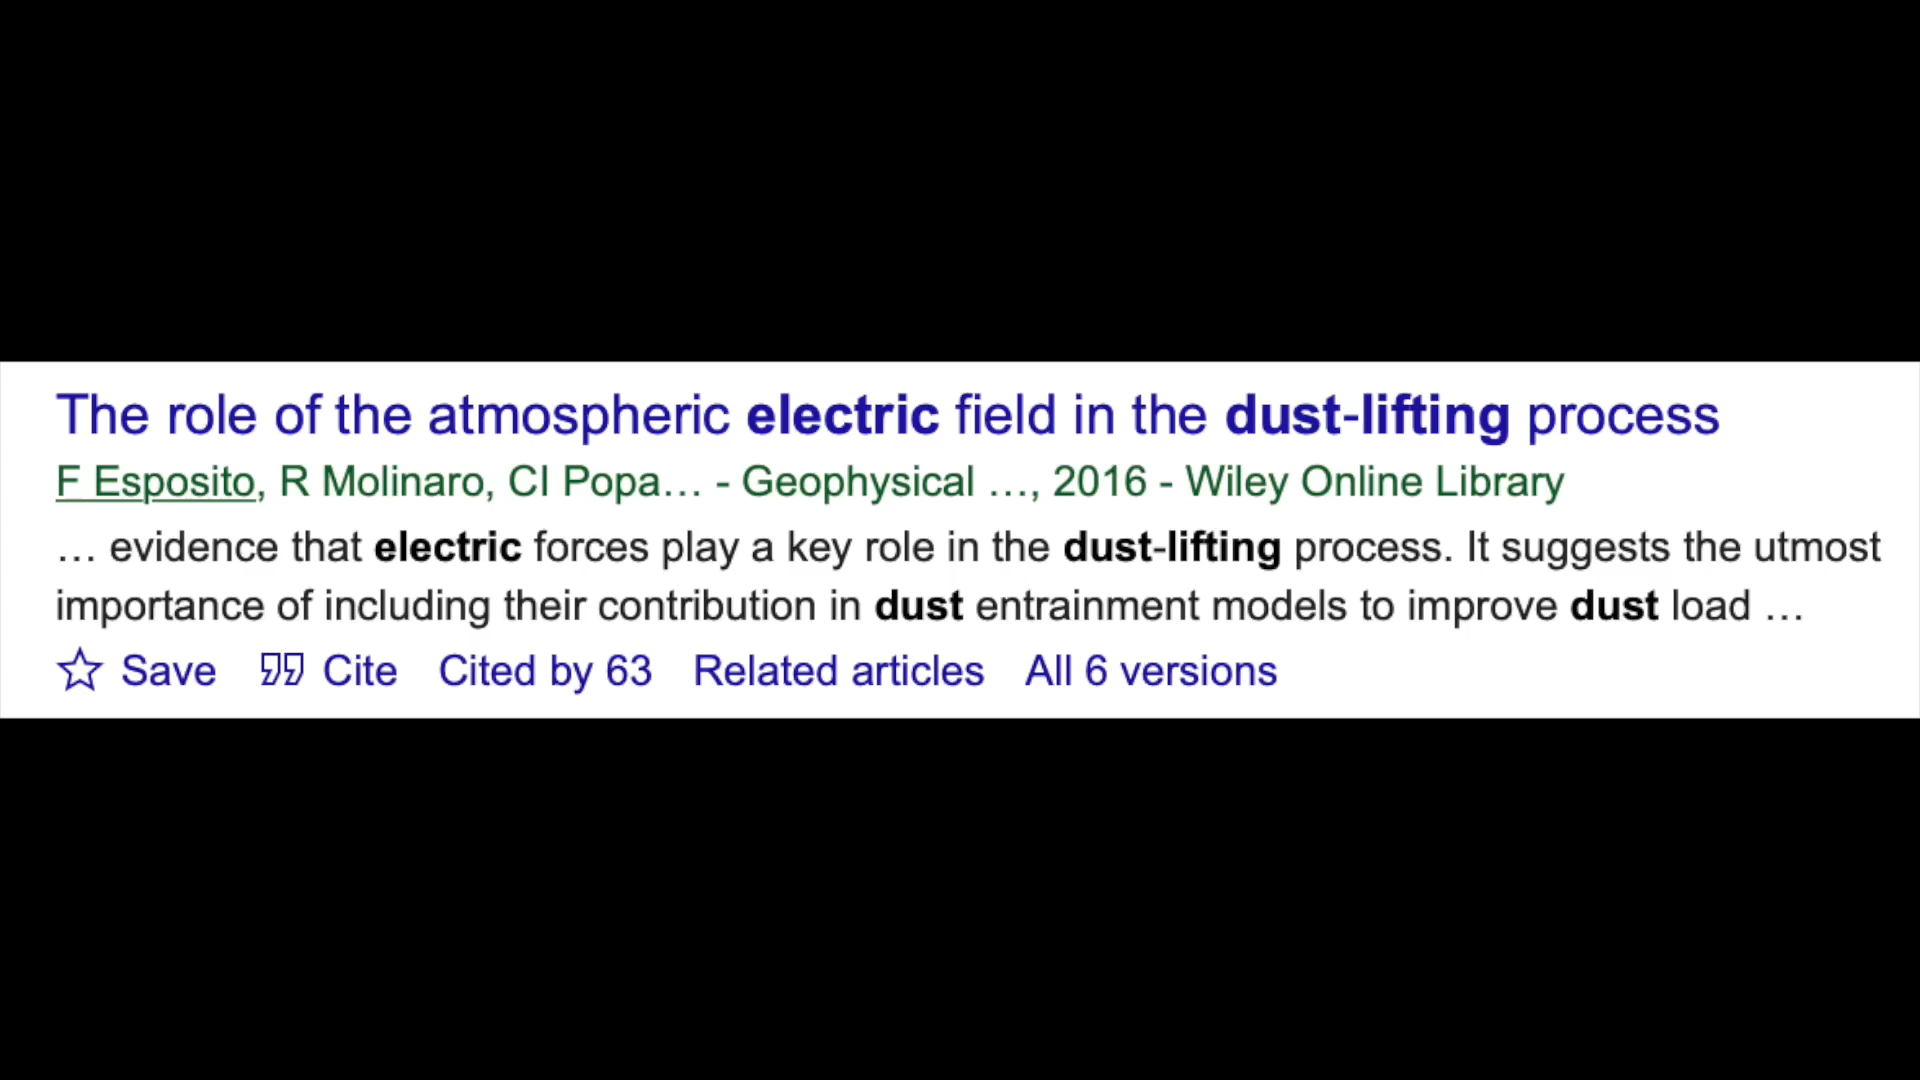 The role of the atmospheric electric field in the dust-lifting process
F Esposito, R Molinaro, CI Popa… - Geophysical …, 2016 - Wiley Online Library
… evidence that electric forces play a key role in the dust-lifting process. It suggests the utmost
importance of including their contribution in dust entrainment models to improve dust load …
Save Cite Cited by 63 Related articles All 6 versions